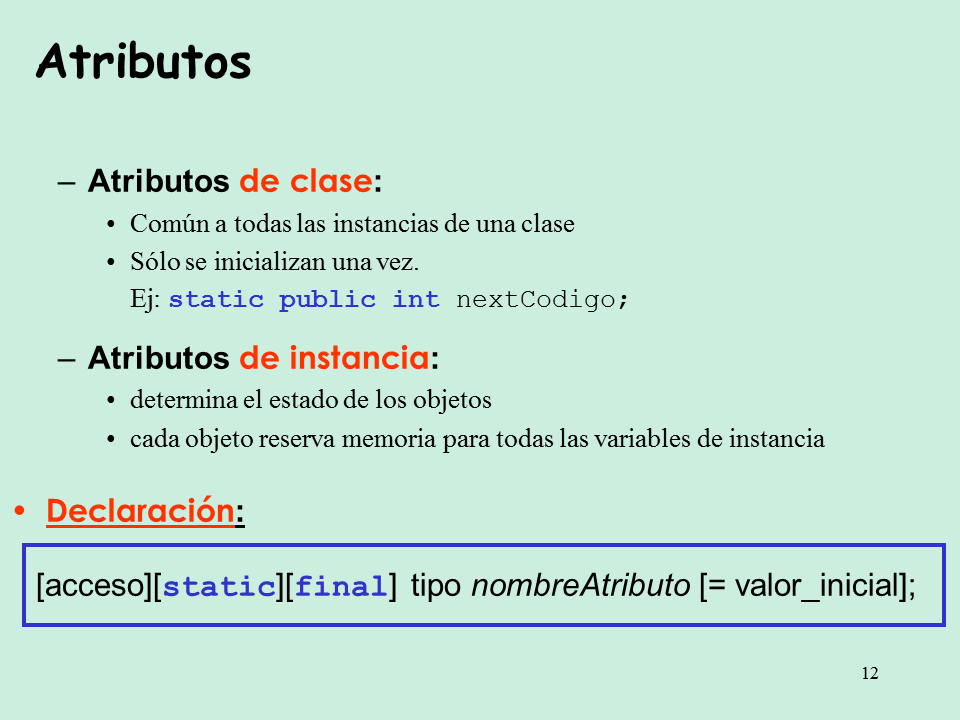 Atributos
– Atributos de clase:
• Común a todas las instancias de una clase
• Sólo se inicializan una vez.
Ej: static public int nextCodigo;
– Atributos de instancia:
• determina el estado de los objetos
• cada objeto reserva memoria para todas las variables de instancia
• Declaración:
[acceso][static][final] tipo nombreAtributo [= valor_inicial];
12